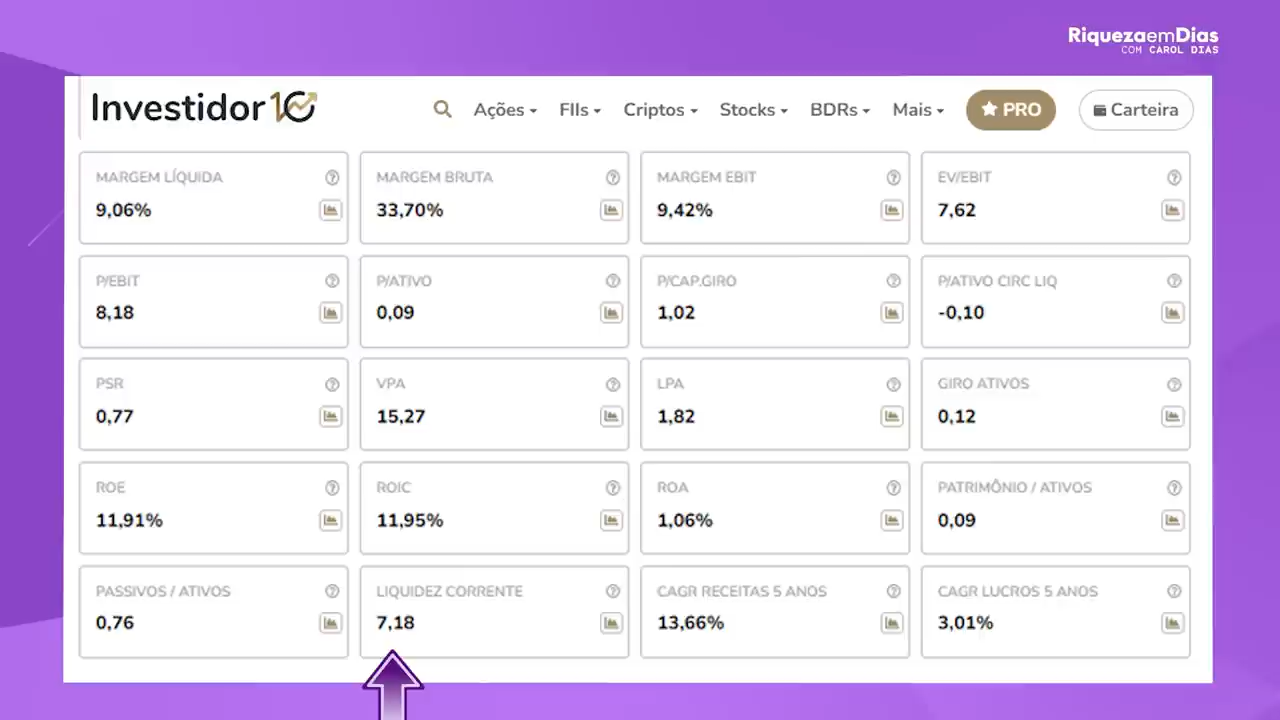 RiquezaemDias
COM CAROL DIAS
Investidor10
Ações
FIIs
Criptos
Stocks
BDRs
Mais
PRO
Carteira
MARGEM LÍQUIDA
9,06%
MARGEM BRUTA
33,70%
MARGEM EBIT
9,42%
EV/EBIT
7,62
P/EBIT
8,18
P/ATIVO
0,09
P/CAP.GIRO
1,02
P/ATIVO CIRC LIQ
-0,10
PSR
0,77
VPA
15,27
LPA
1,82
GIRO ATIVOS
0,12
ROE
11,91%
ROIC
11,95%
ROA
1,06%
PATRIMÔNIO / ATIVOS
0,09
PASSIVOS / ATIVOS
0,76
LIQUIDEZ CORRENTE
7,18
CAGR RECEITAS 5 ANOS
13,66%
CAGR LUCROS 5 ANOS
3,01%